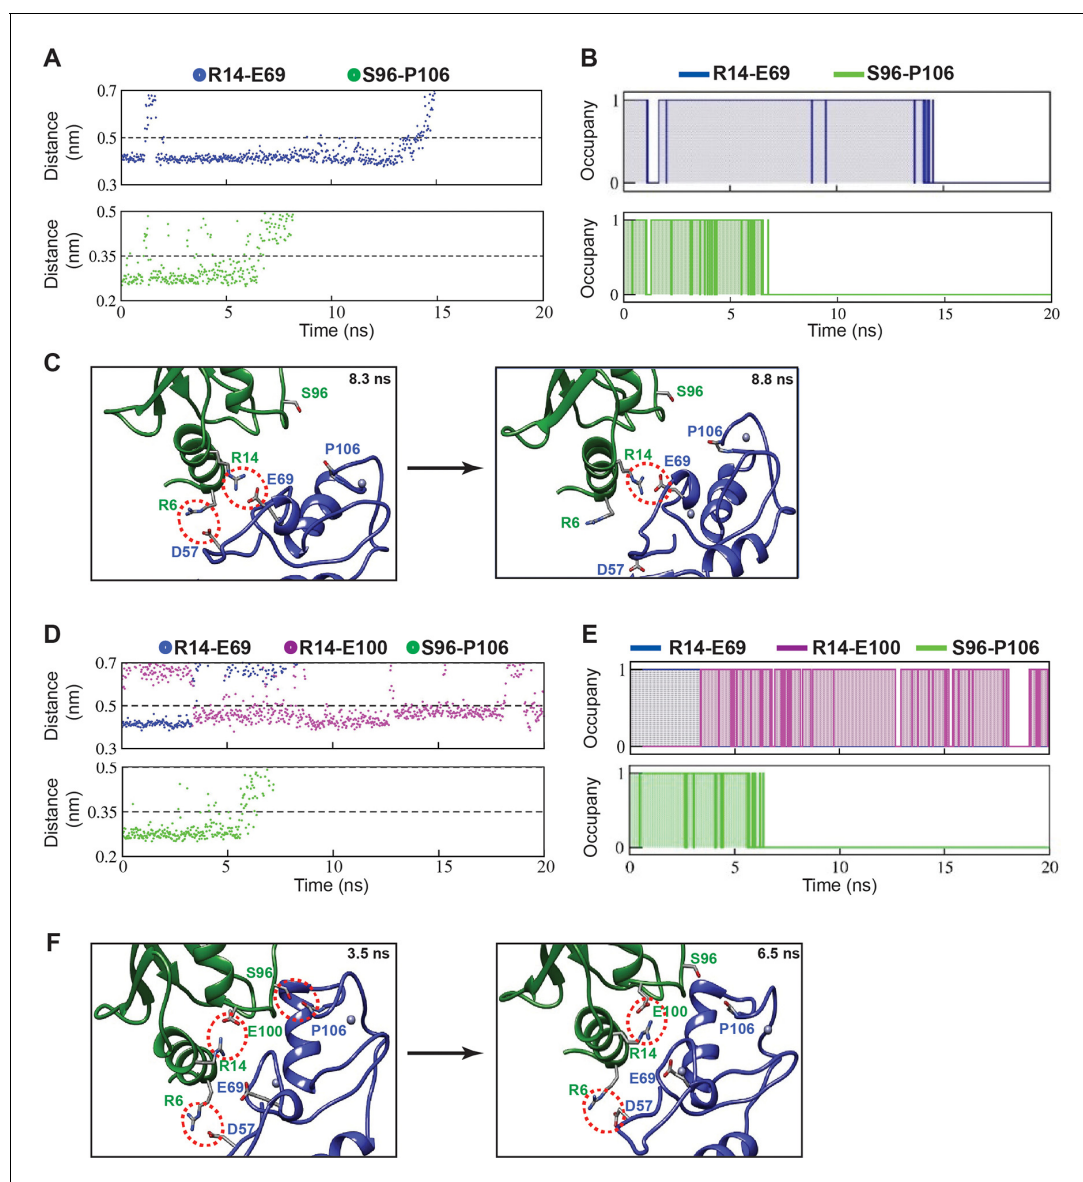 A
R14-E69 S96-P106
0.7
0.5
0.3
Distance (nm)
0.5
0.35
0.2
Distance (nm)
0 5 10 15 20
Time (ns)
B
R14-E69 S96-P106
1
0
Occupany
1
0
Occupany
0 5 10 15 20
Time (ns)
C
8.3 ns
S96
R14
P106
E69
R6
D57
8.8 ns
S96
P106
R14
E69
R6
D57
D
R14-E69 R14-E100 S96-P106
0.7
0.5
0.3
Distance (nm)
0.5
0.35
0.2
Distance (nm)
0 5 10 15 20
Time (ns)
E
R14-E69 R14-E100 S96-P106
1
0
Occupany
1
0
Occupany
0 5 10 15 20
Time (ns)
F
3.5 ns
S96
E100
P106
R14
E69
R6
D57
6.5 ns
S96
E100
P106
R14
E69
R6
D57